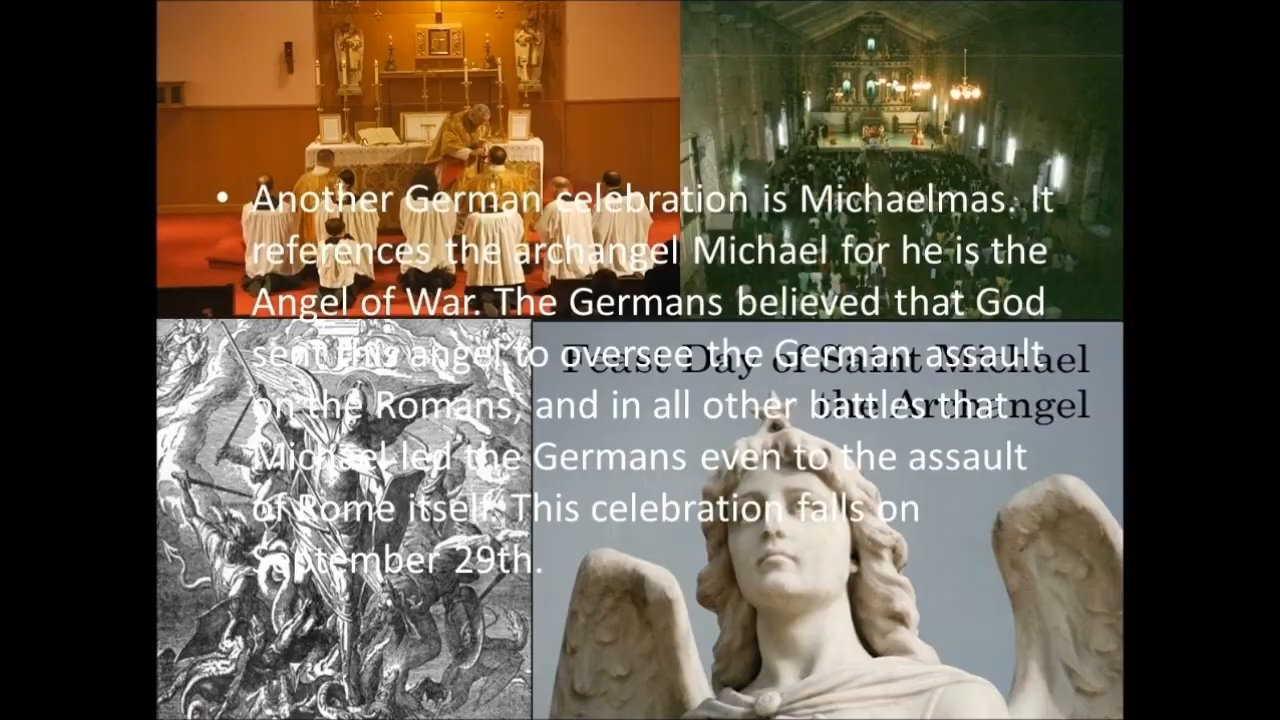 • Another German celebration is Michaelmas. It
references the archangel Michael for he is the
Angel of War. The Germans believed that God
sent this angel to oversee the German assault
on the Romans, and in all other battles that
Michael led the Germans even to the assault
of Rome itself. This celebration falls on
September 29th.
Feast Day of Saint Michael
the Archangel